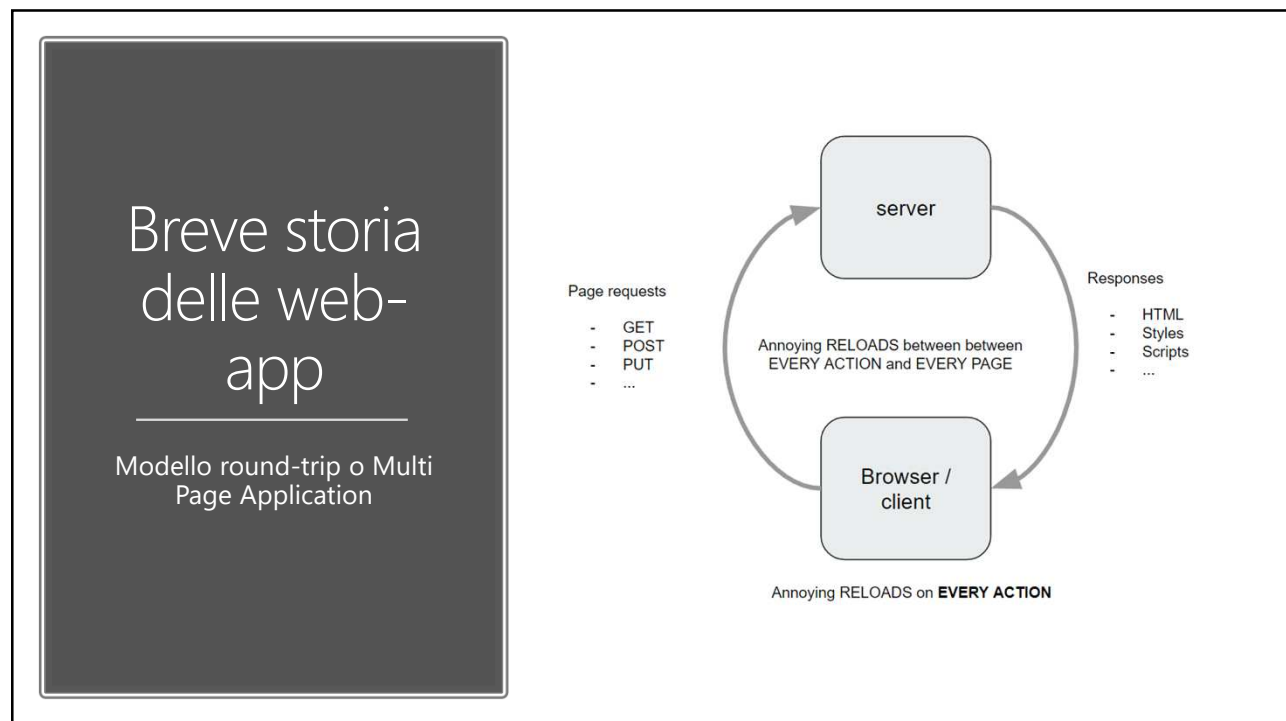 Breve storia
delle web-
app
Modello round-trip o Multi
Page Application
server
Page requests
- GET
- POST
- PUT
- ...
Annoying RELOADS between between
EVERY ACTION and EVERY PAGE
Responses
- HTML
- Styles
- Scripts
- ...
Browser /
client
Annoying RELOADS on EVERY ACTION